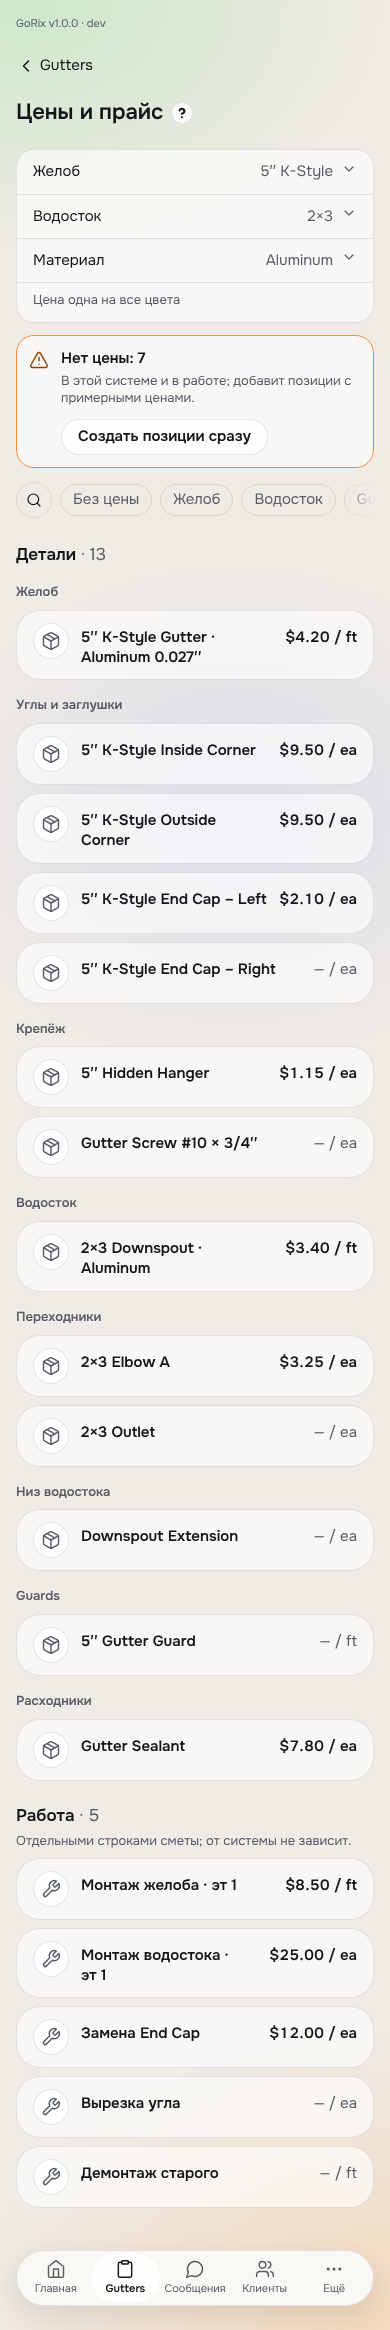 GoRix v1.0.0 · dev
Gutters
Цены и прайс ?
Желоб 5″ K-Style
Водосток 2×3
Материал Aluminum
Цена одна на все цвета
Нет цены: 7
В этой системе и в работе; добавит позиции с
примерными ценами.
Создать позиции сразу
Без цены Желоб Водосток Gu
Детали · 13
Желоб
5″ K-Style Gutter · $4.20 / ft
Aluminum 0.027″
Углы и заглушки
5″ K-Style Inside Corner $9.50 / ea
5″ K-Style Outside $9.50 / ea
Corner
5″ K-Style End Cap – Left $2.10 / ea
5″ K-Style End Cap – Right – / ea
Крепёж
5″ Hidden Hanger $1.15 / ea
Gutter Screw #10 × 3/4″ – / ea
Водосток
2×3 Downspout · $3.40 / ft
Aluminum
Переходники
2×3 Elbow A $3.25 / ea
2×3 Outlet – / ea
Низ водостока
Downspout Extension – / ea
Guards
5″ Gutter Guard – / ft
Расходники
Gutter Sealant $7.80 / ea
Работа · 5
Отдельными строками сметы; от системы не зависит.
Монтаж желоба · эт 1 $8.50 / ft
Монтаж водостока · $25.00 / ea
эт 1
Замена End Cap $12.00 / ea
Вырезка угла – / ea
Демонтаж старого – / ft
Главная Gutters Сообщения Клиенты Ещё